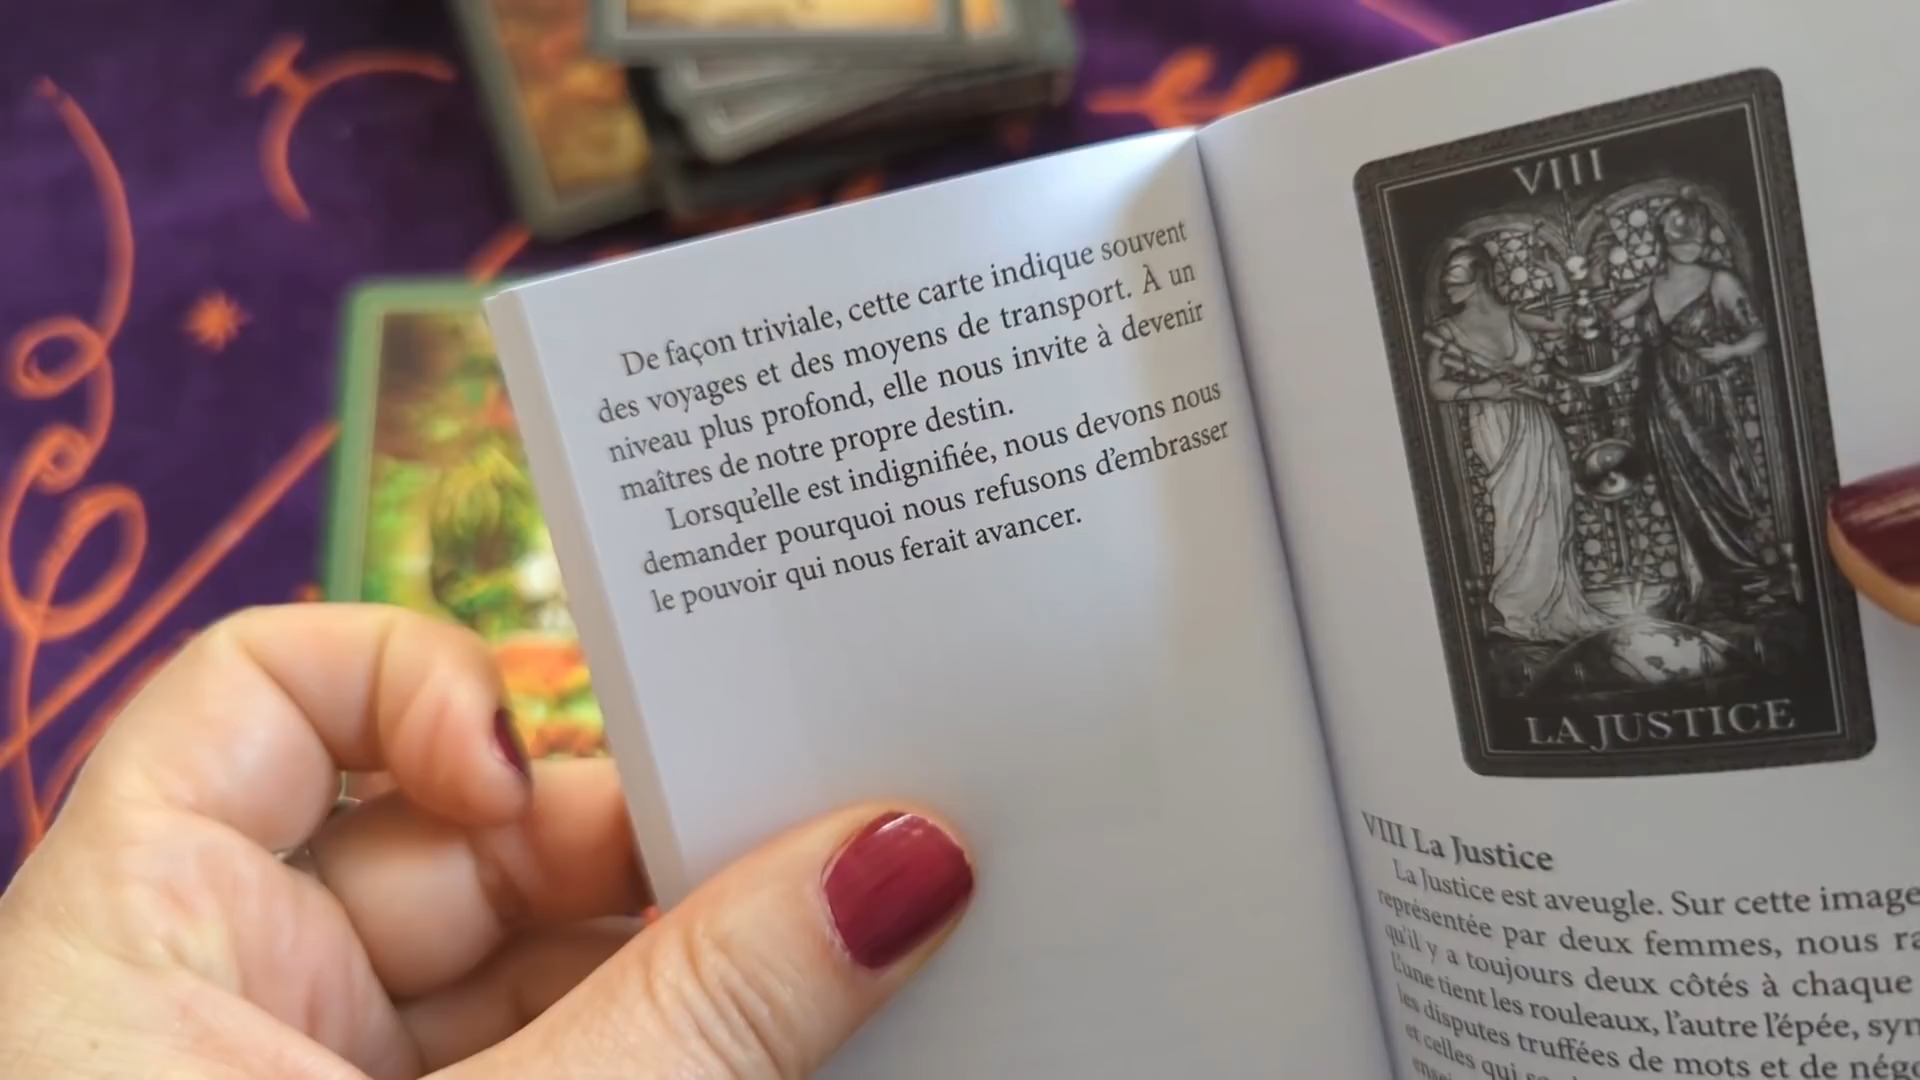 De façon triviale, cette carte indique souvent
des voyages et des moyens de transport. À un
niveau plus profond, elle nous invite à devenir
maîtres de notre propre destin.
Lorsqu'elle est indignifiée, nous devons nous
demander pourquoi nous refusons d'embrasser
le pouvoir qui nous ferait avancer.
VIII
LA JUSTICE
VIII La Justice
La Justice est aveugle. Sur cette image
représentée par deux femmes, nous ra
qu'il y a toujours deux côtés à chaque
L'une tient les rouleaux, l'autre l'épée, sym
les disputes truffées de mots et de négo
et celles qui